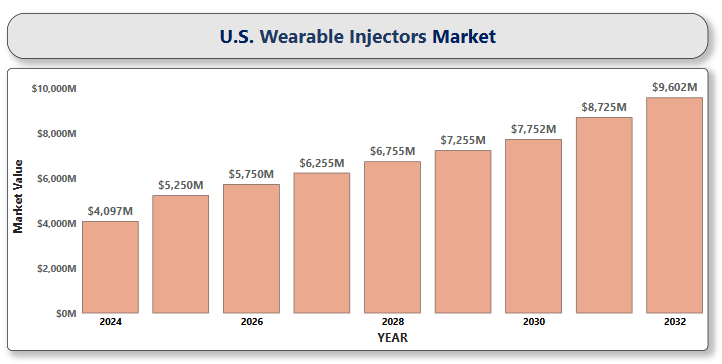 U.S. Wearable Injectors Market
$10,000M
$8,000M
$6,000M
$4,000M
$2,000M
$0M
Market Value
$4,097M
$5,250M
$5,750M
$6,255M
$6,755M
$7,255M
$7,752M
$8,725M
$9,602M
2024
2026
2028
2030
2032
YEAR